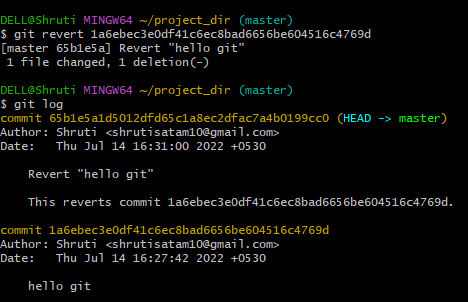 DELL@Shruti MINGW64 ~/project_dir (master)
$ git revert 1a6ebec3e0df41c6ec8bad6656be604516c4769d
[master 65b1e5a] Revert "hello git"
 1 file changed, 1 deletion(-)
DELL@Shruti MINGW64 ~/project_dir (master)
$ git log
commit 65b1e5a1d5012dfd65c1a8ec2dfac7a4b0199cc0 (HEAD -> master)
Author: Shruti <shrutisatam10@gmail.com>
Date:   Thu Jul 14 16:31:00 2022 +0530
    Revert "hello git"
    This reverts commit 1a6ebec3e0df41c6ec8bad6656be604516c4769d.
commit 1a6ebec3e0df41c6ec8bad6656be604516c4769d
Author: Shruti <shrutisatam10@gmail.com>
Date:   Thu Jul 14 16:27:42 2022 +0530
    hello git